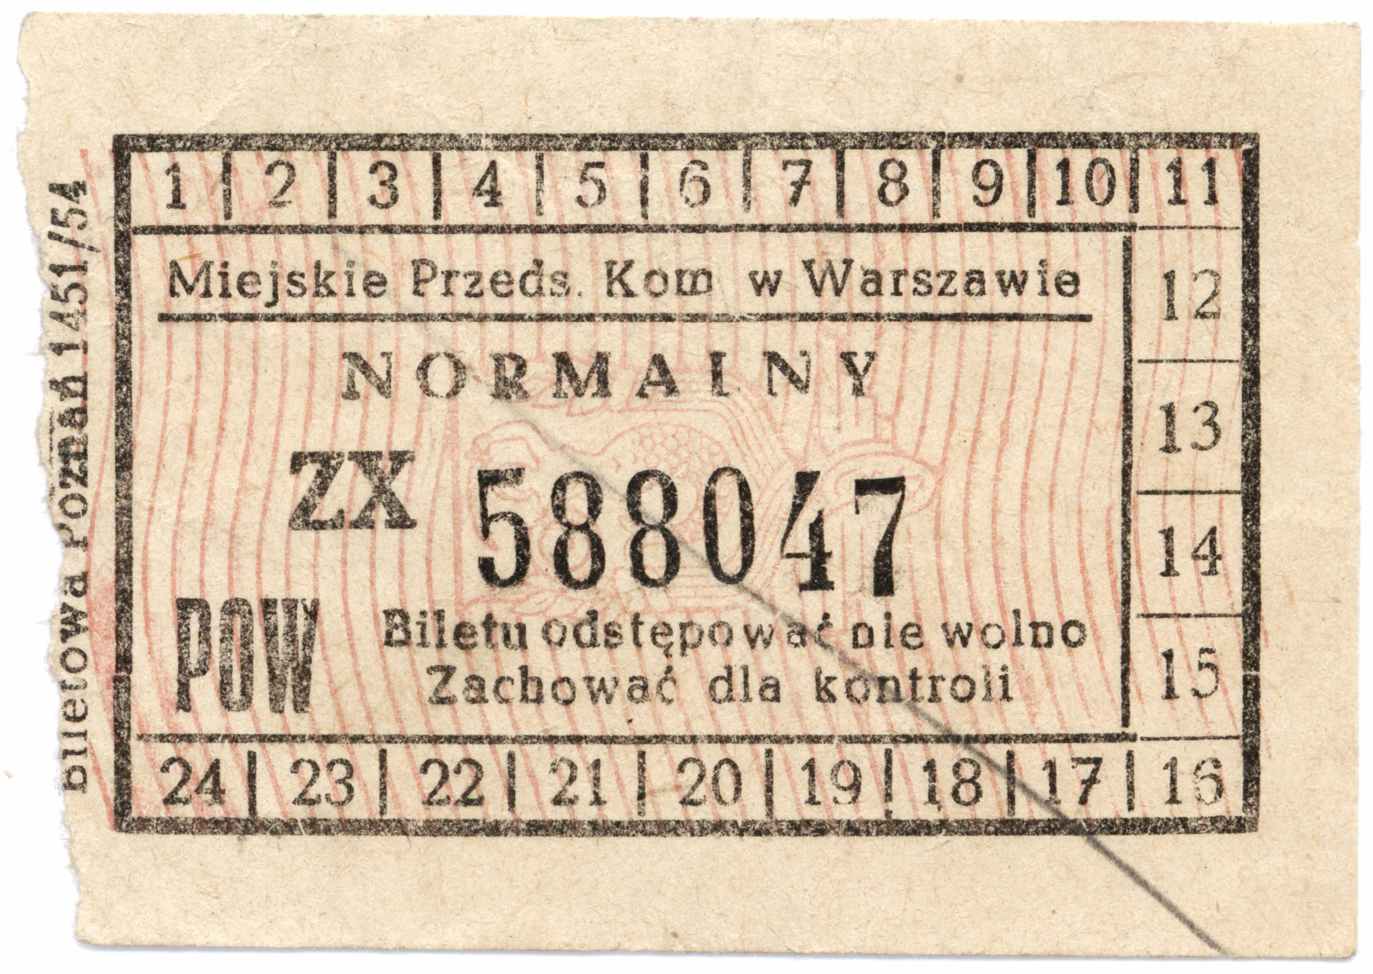 1 2 3 4 5 6 7 8 9 10 11
Miejskie Przeds. Kom w Warszawie
12
NORMALNY
13
ZX 588047
14
POW
Biletu odstępować nie wolno
Zachować dla kontroli
15
24 23 22 21 20 19 18 17 16
Biletowa Poznań 1451/54